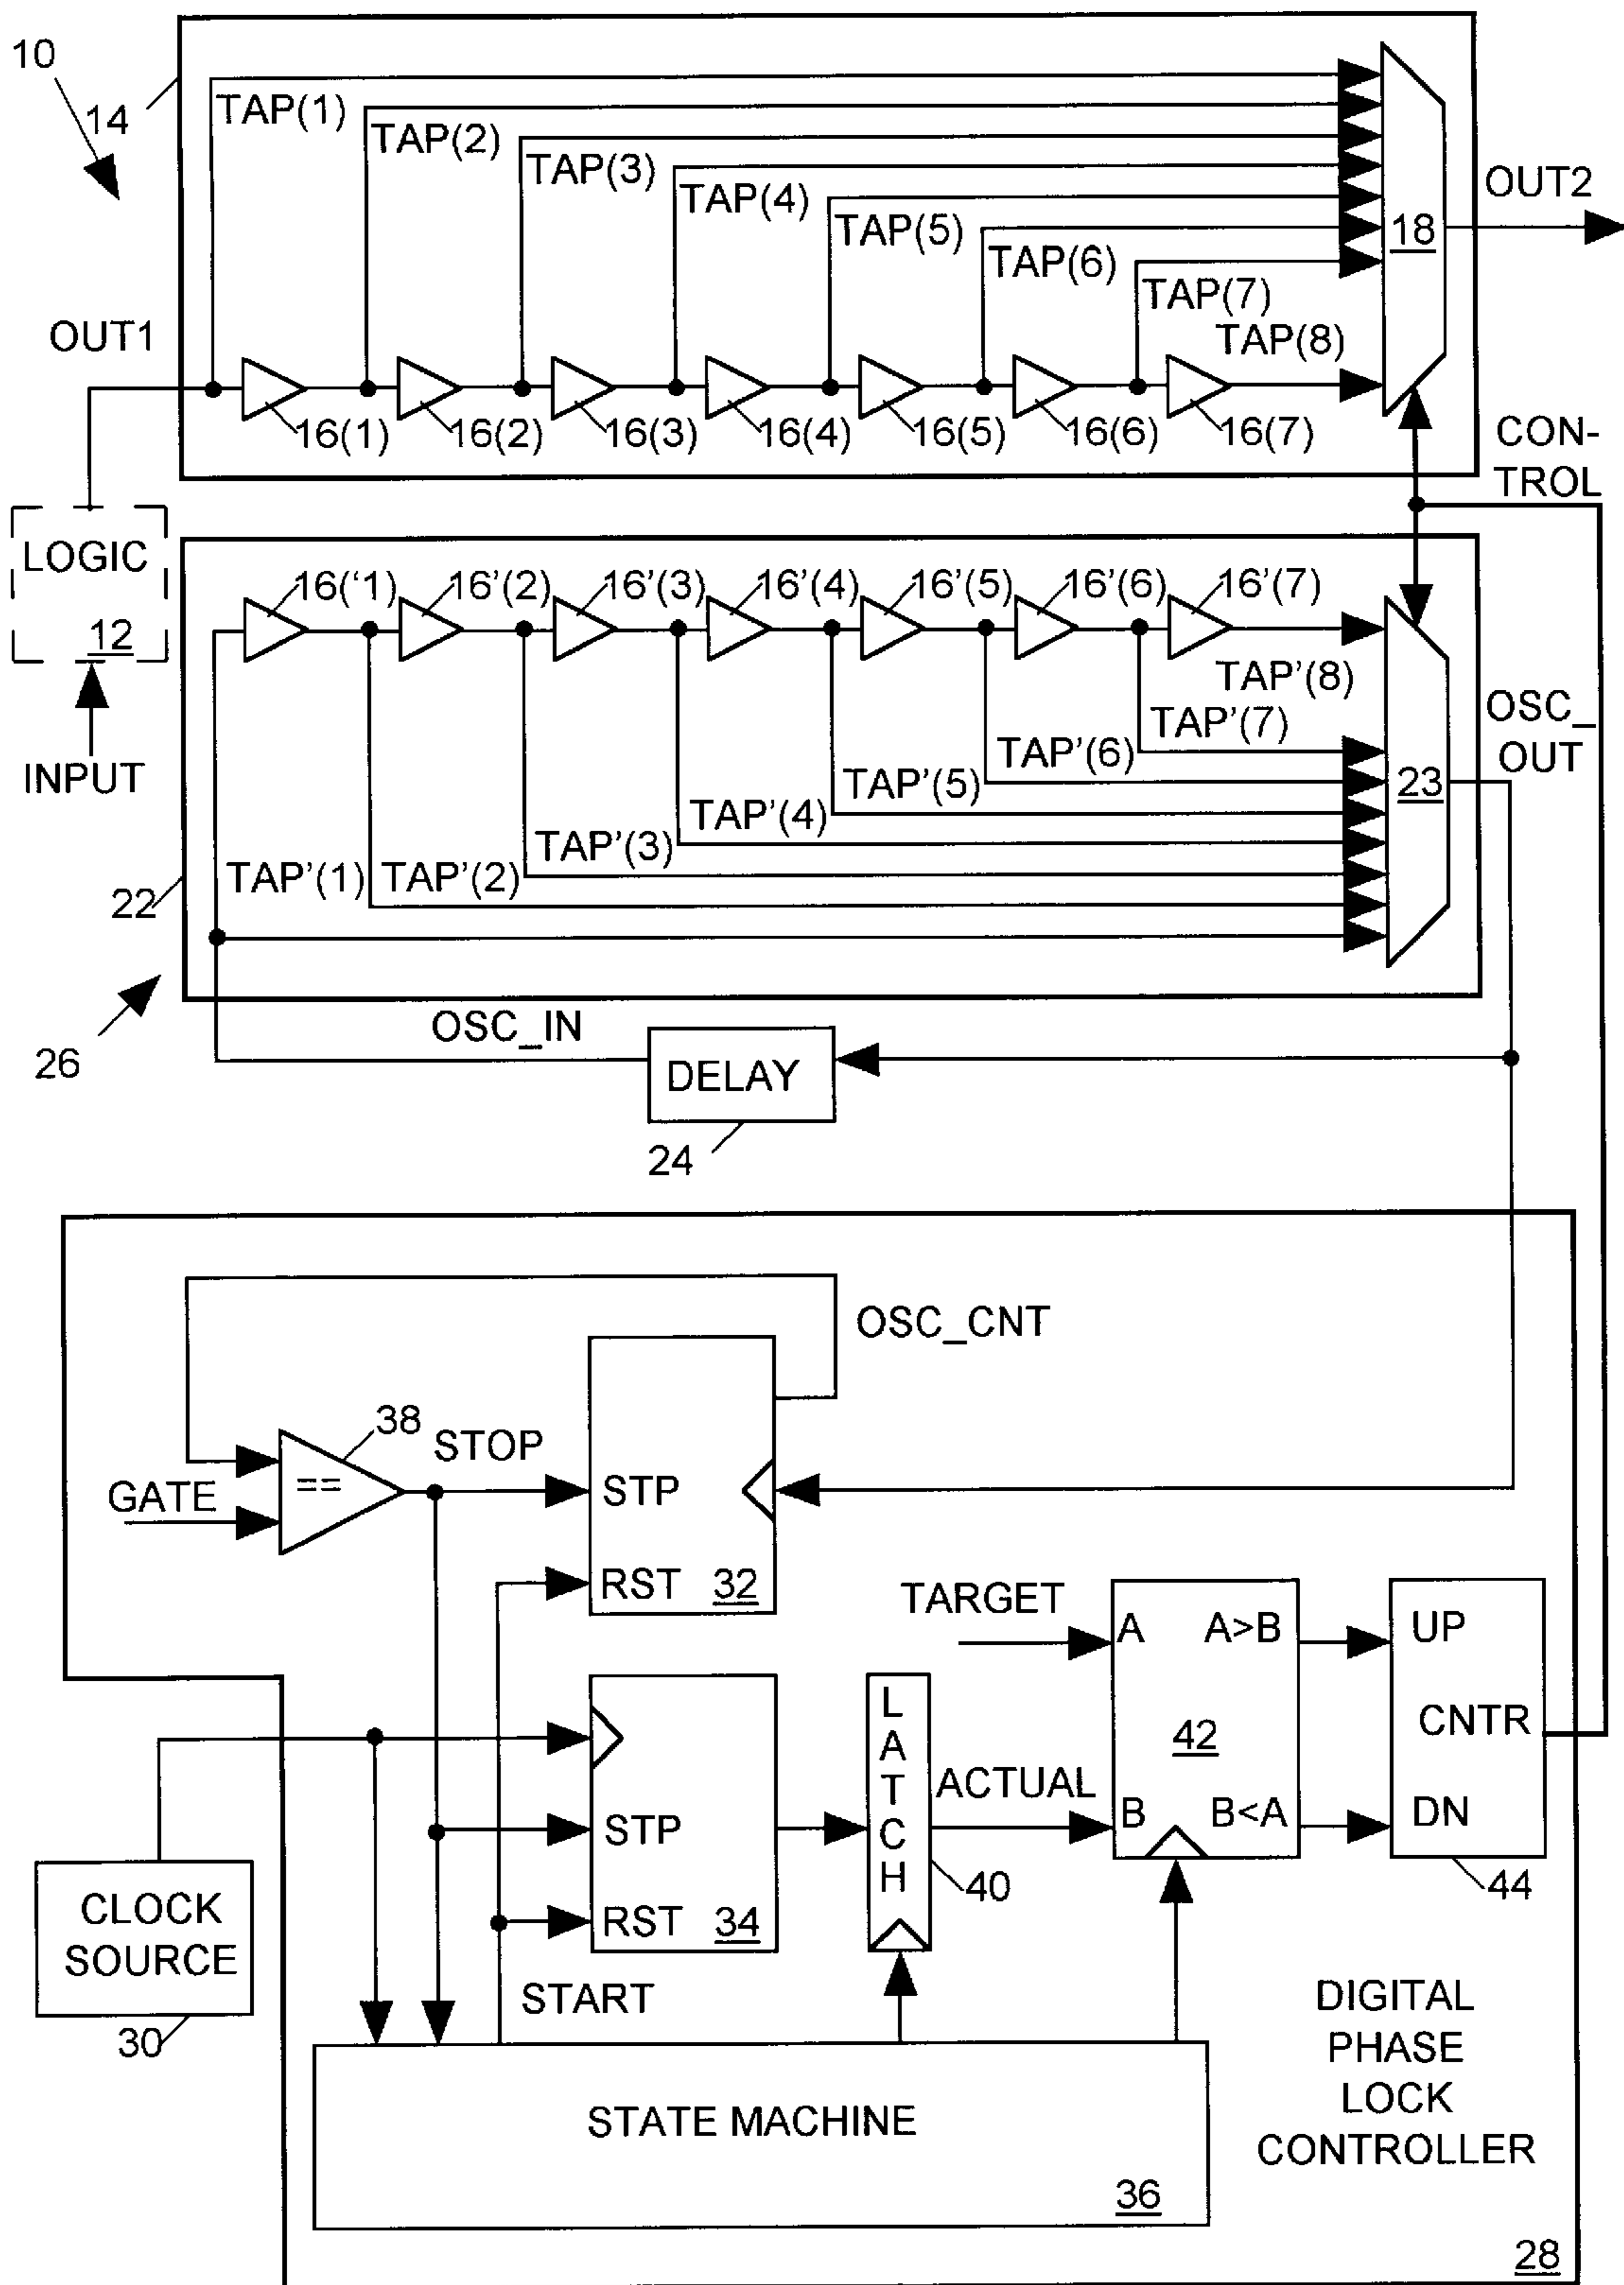 10
14
TAP(1)
TAP(2)
TAP(3)
TAP(4)
TAP(5)
TAP(6)
TAP(7)
TAP(8)
18
OUT2
OUT1
16(1)
16(2)
16(3)
16(4)
16(5)
16(6)
16(7)
CON-
TROL
LOGIC
12
INPUT
16('1)
16'(2)
16'(3)
16'(4)
16'(5)
16'(6)
16'(7)
TAP'(8)
TAP'(7)
TAP'(6)
TAP'(5)
TAP'(4)
TAP'(3)
TAP'(1)
TAP'(2)
23
OSC_
OUT
22
26
OSC_IN
DELAY
24
OSC_CNT
38
STOP
==
GATE
STP
RST
32
TARGET
A
A>B
UP
CNTR
42
LATCH
ACTUAL
B
B<A
DN
STP
RST
34
40
44
CLOCK
SOURCE
30
START
DIGITAL
PHASE
LOCK
CONTROLLER
STATE MACHINE
36
28